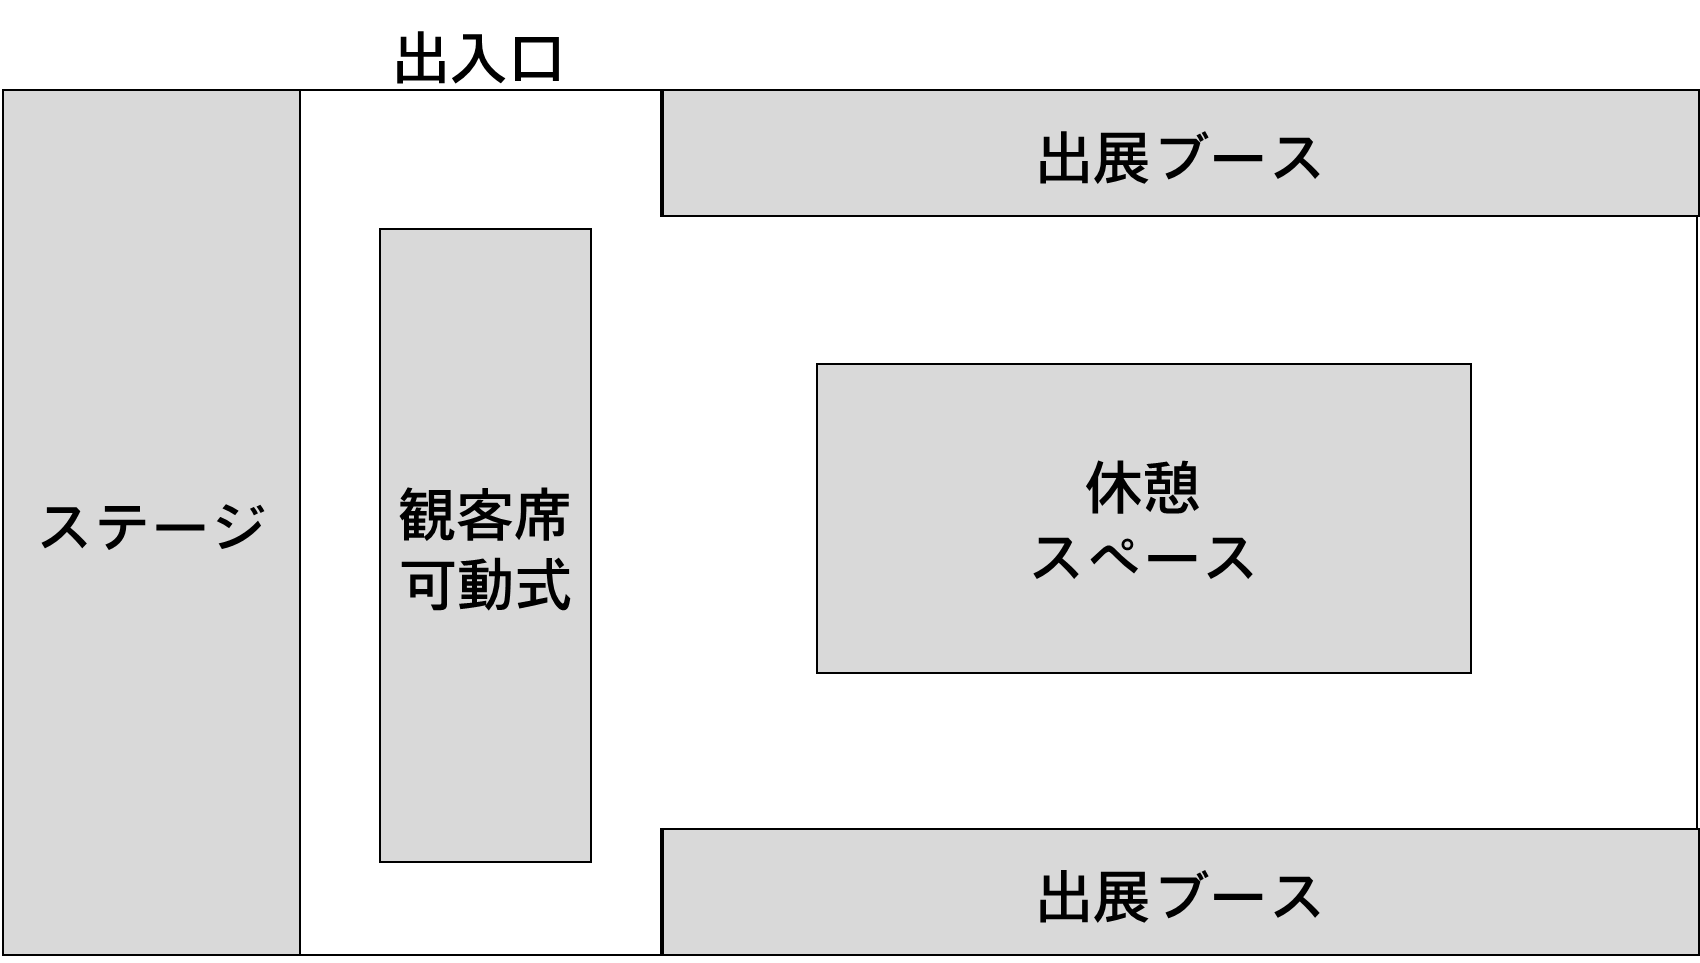 出入口
出展ブース
ステージ
観客席
可動式
休憩
スペース
出展ブース